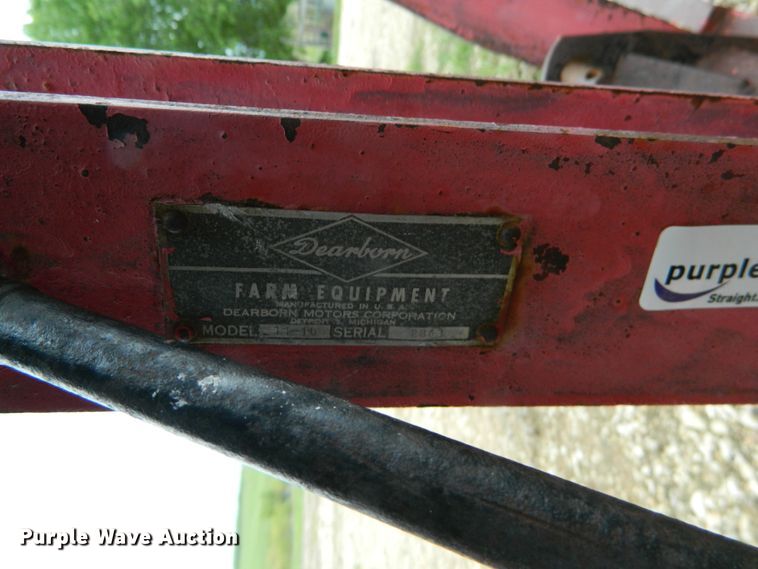 Dearborn
FARM EQUIPMENT
MANUFACTURED IN U.S.A.
DEARBORN MOTORS CORPORATION
DETROIT MICHIGAN
MODEL SERIAL
purple
Straight.
Purple Wave Auction